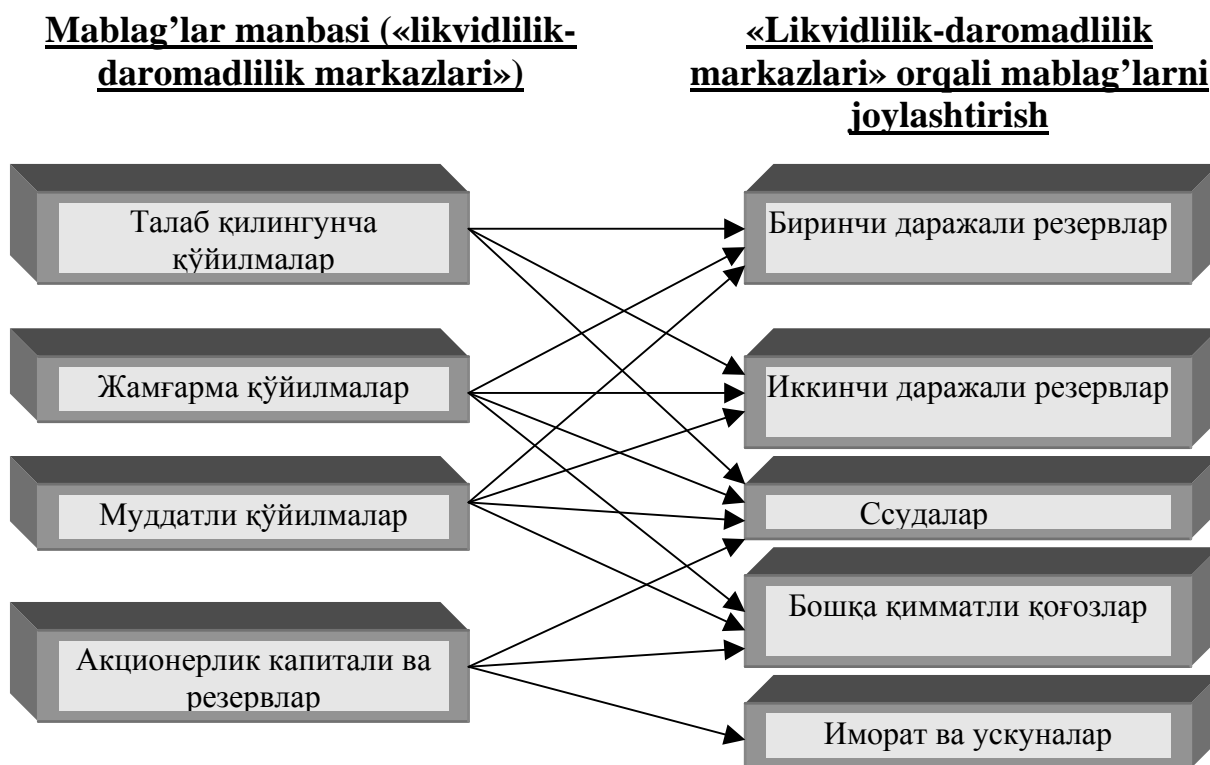 Mablag’lar manbasi («likvidlilik-
daromadlilik markazlari»)
«Likvidlilik-daromadlilik
markazlari» orqali mablag’larni
joylashtirish
Талаб қилингунча
қўйилмалар
Жамғарма қўйилмалар
Муддатли қўйилмалар
Акционерлик капитали ва
резервлар
Биринчи даражали резервлар
Иккинчи даражали резервлар
Ссудалар
Бошқа қимматли қоғозлар
Иморат ва ускуналар